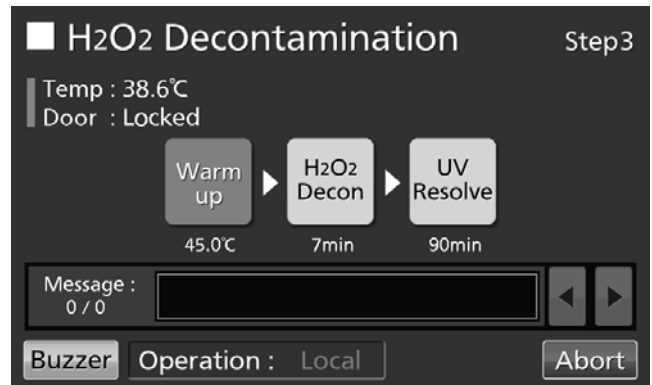 H2O2 Decontamination Step3
Temp : 38.6℃
Door : Locked
Warm up
H2O2 Decon
UV Resolve
45.0℃ 7min 90min
Message :
0 / 0
Buzzer Operation : Local Abort